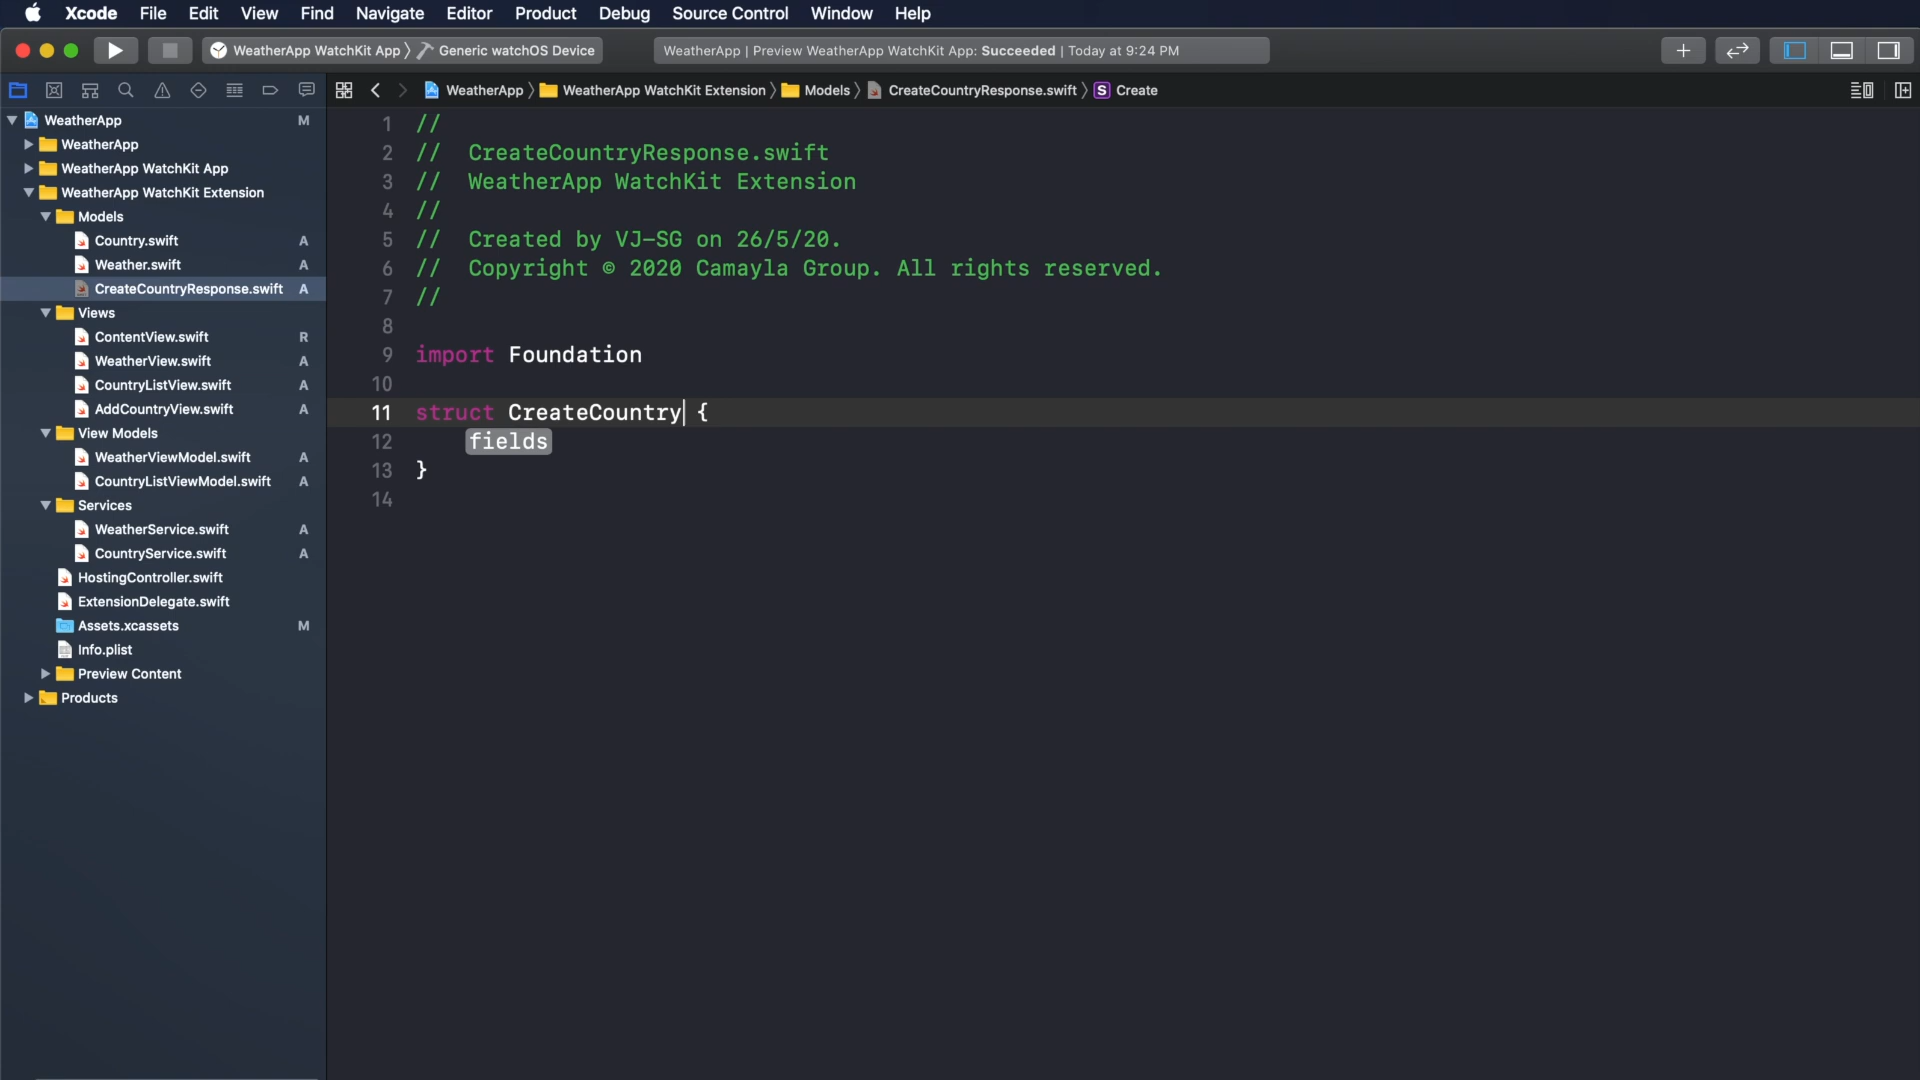 Xcode File Edit View Find Navigate Editor Product Debug Source Control Window Help
WeatherApp WatchKit App Generic watchOS Device
WeatherApp | Preview WeatherApp WatchKit App: Succeeded | Today at 9:24 PM
WeatherApp WeatherApp WatchKit Extension Models CreateCountryResponse.swift S Create
WeatherApp M
WeatherApp
WeatherApp WatchKit App
WeatherApp WatchKit Extension
Models
Country.swift A
Weather.swift A
CreateCountryResponse.swift A
Views
ContentView.swift R
WeatherView.swift A
CountryListView.swift A
AddCountryView.swift A
View Models
WeatherViewModel.swift A
CountryListViewModel.swift A
Services
WeatherService.swift A
CountryService.swift A
HostingController.swift
ExtensionDelegate.swift
Assets.xcassets M
Info.plist
Preview Content
Products
1 //
2 //  CreateCountryResponse.swift
3 //  WeatherApp WatchKit Extension
4 //
5 //  Created by VJ-SG on 26/5/20.
6 //  Copyright © 2020 Camayla Group. All rights reserved.
7 //
8
9 import Foundation
10
11 struct CreateCountry {
12     fields
13 }
14